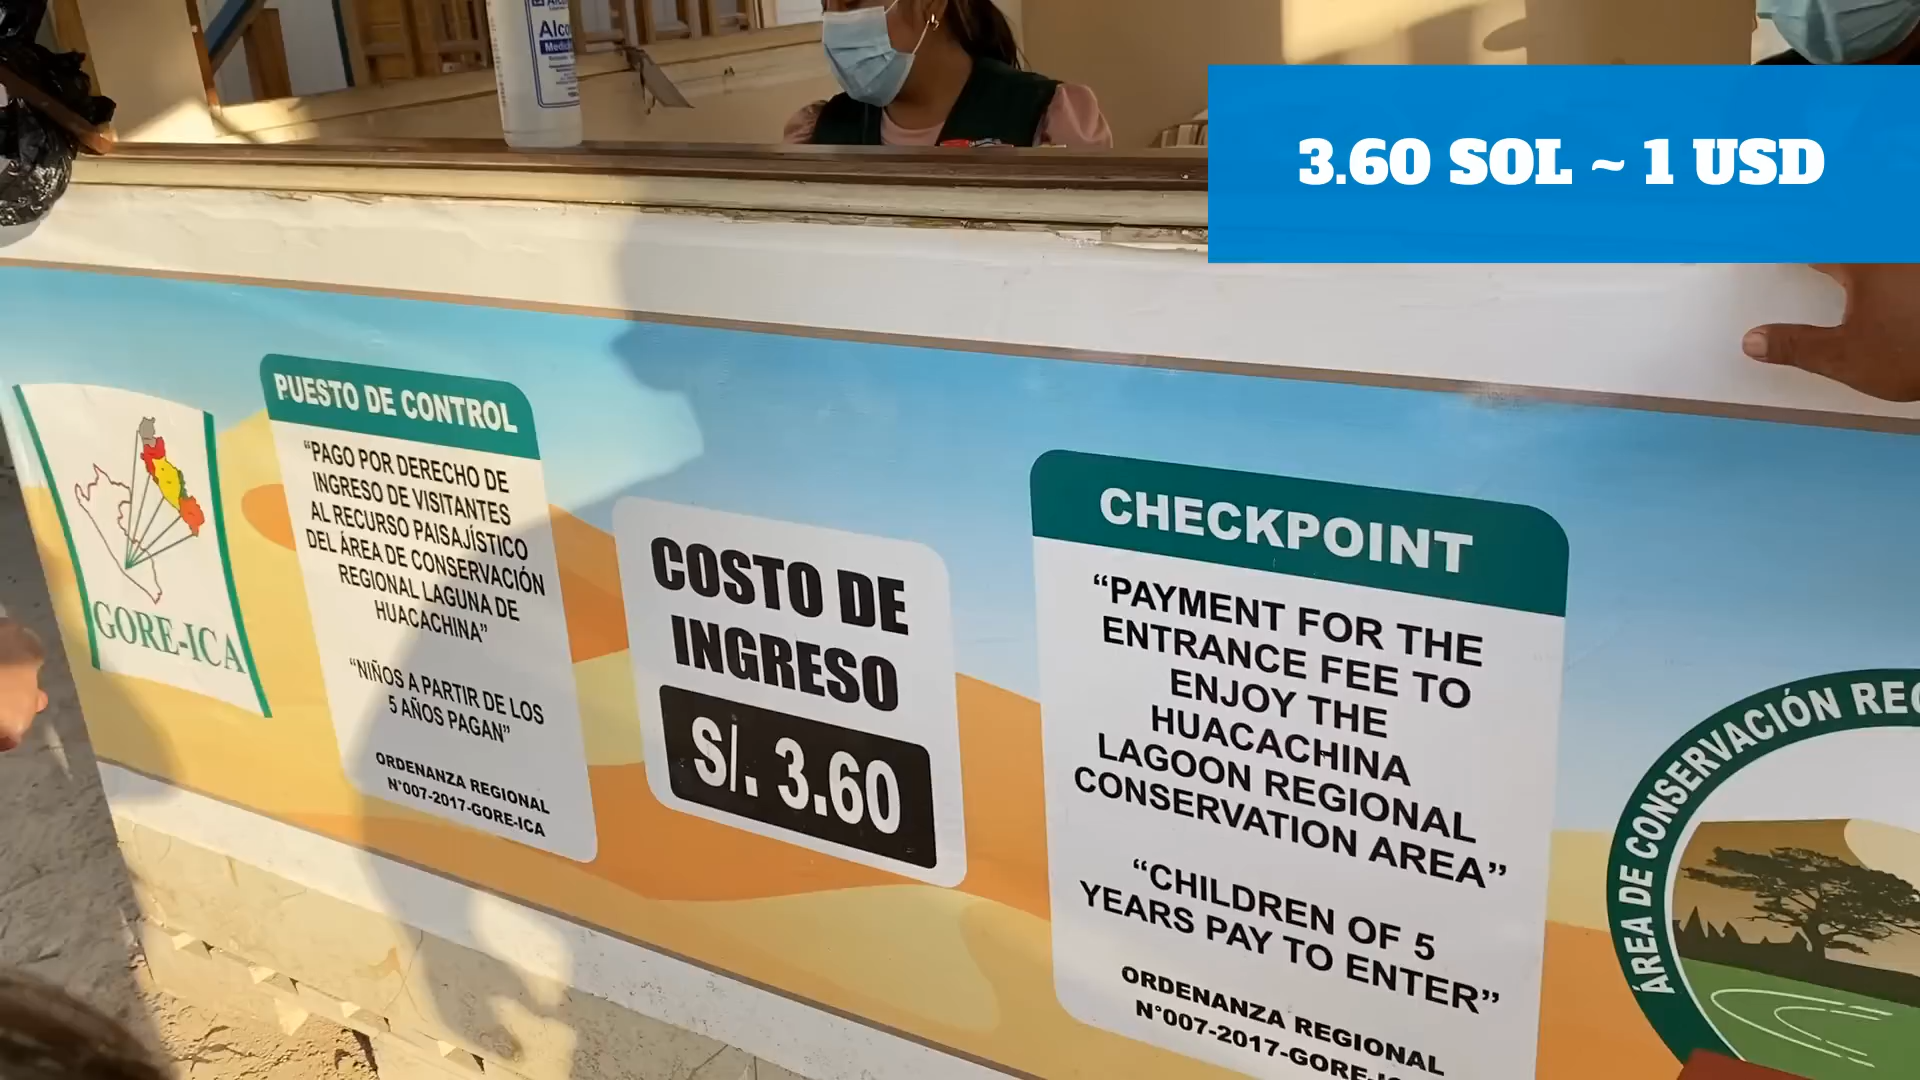 Alco
3.60 SOL ~ 1 USD
GORE-ICA
PUESTO DE CONTROL
“PAGO POR DERECHO DE
INGRESO DE VISITANTES
AL RECURSO PAISAJÍSTICO
DEL ÁREA DE CONSERVACIÓN
REGIONAL LAGUNA DE
HUACACHINA”
“NIÑOS A PARTIR DE LOS
5 AÑOS PAGAN”
ORDENANZA REGIONAL
N°007-2017-GORE-ICA
COSTO DE
INGRESO
S/. 3.60
CHECKPOINT
“PAYMENT FOR THE
ENTRANCE FEE TO
ENJOY THE
HUACACHINA
LAGOON REGIONAL
CONSERVATION AREA”
“CHILDREN OF 5
YEARS PAY TO ENTER”
ORDENANZA REGIONAL
N°007-2017-GORE-IC
ÁREA DE CONSERVACIÓN REG